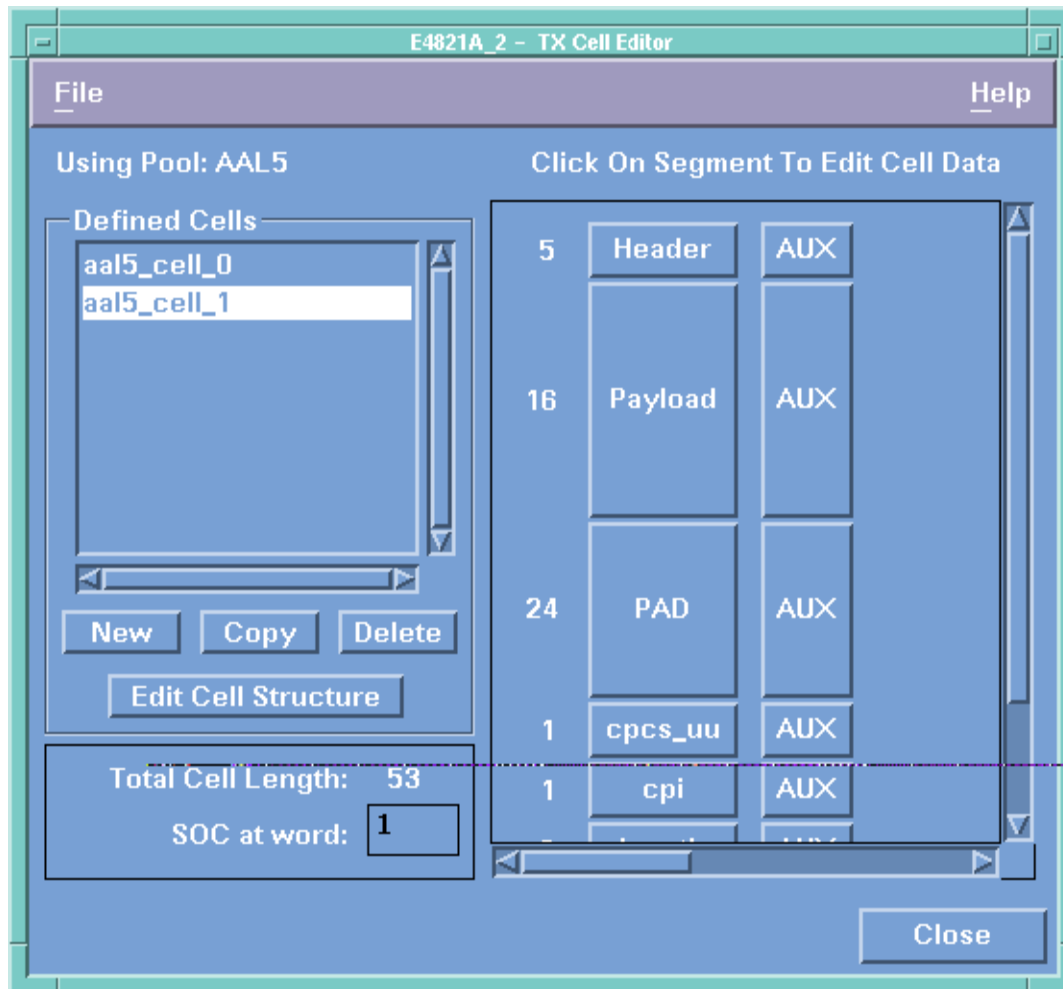 E4821A_2 – TX Cell Editor
File Help
Using Pool: AAL5
Click On Segment To Edit Cell Data
Defined Cells
aal5_cell_0
aal5_cell_1
New Copy Delete
Edit Cell Structure
Total Cell Length: 53
SOC at word: 1
5 Header AUX
16 Payload AUX
24 PAD AUX
1 cpcs_uu AUX
1 cpi AUX
Close